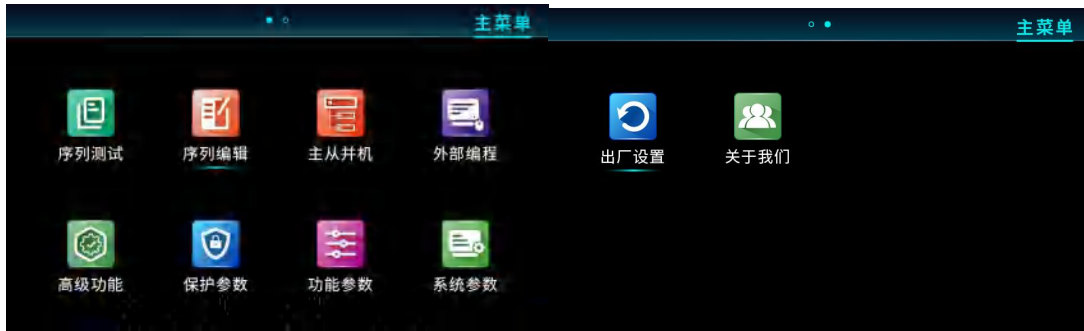 主菜单
序列测试
序列编辑
主从并机
外部编程
高级功能
保护参数
功能参数
系统参数
主菜单
出厂设置
关于我们